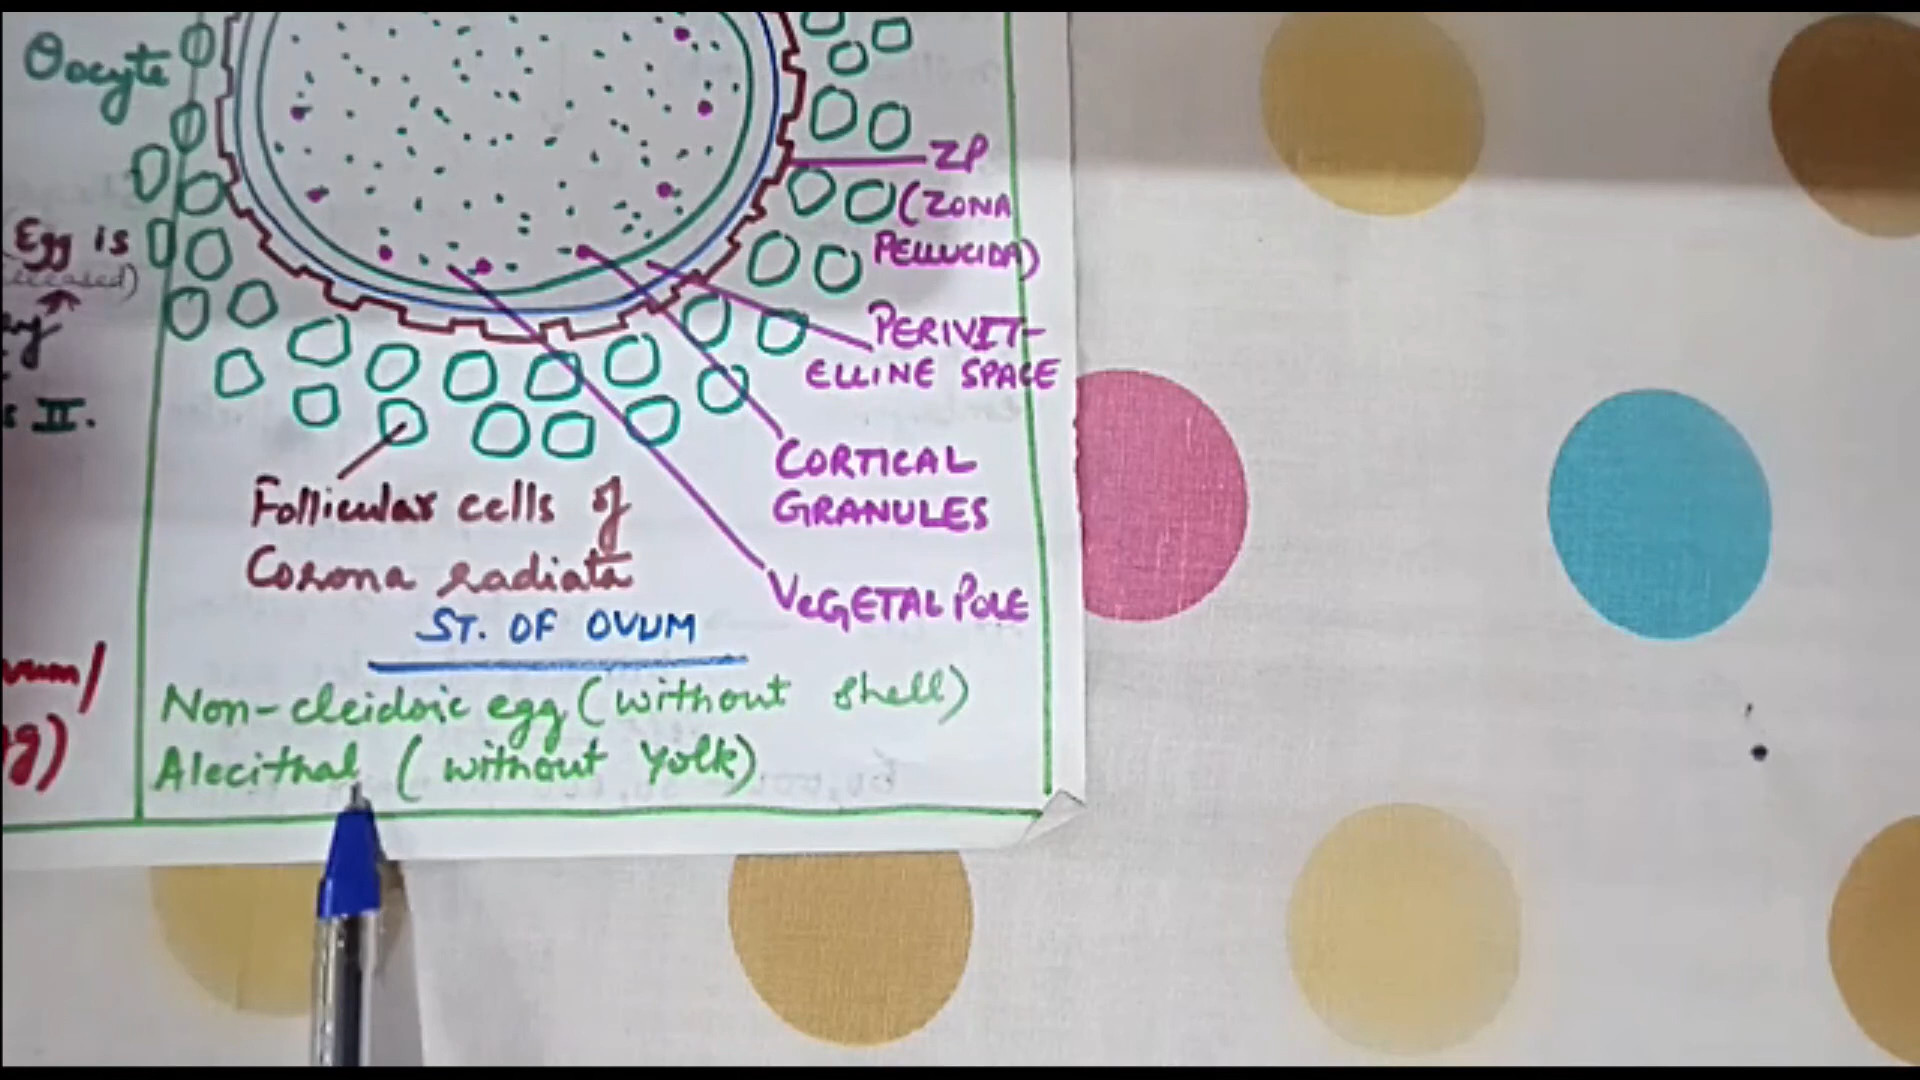 Oocyte
ZP
(ZONA
PELLUCIDA)
Egg is
PERIVIT-
ELLINE SPACE
II.
CORTICAL
GRANULES
Follicular cells of
Corona radiata
VEGETAL POLE
ST. OF OVUM
Non-cleidoic egg (without shell)
Alecithal (without Yolk)